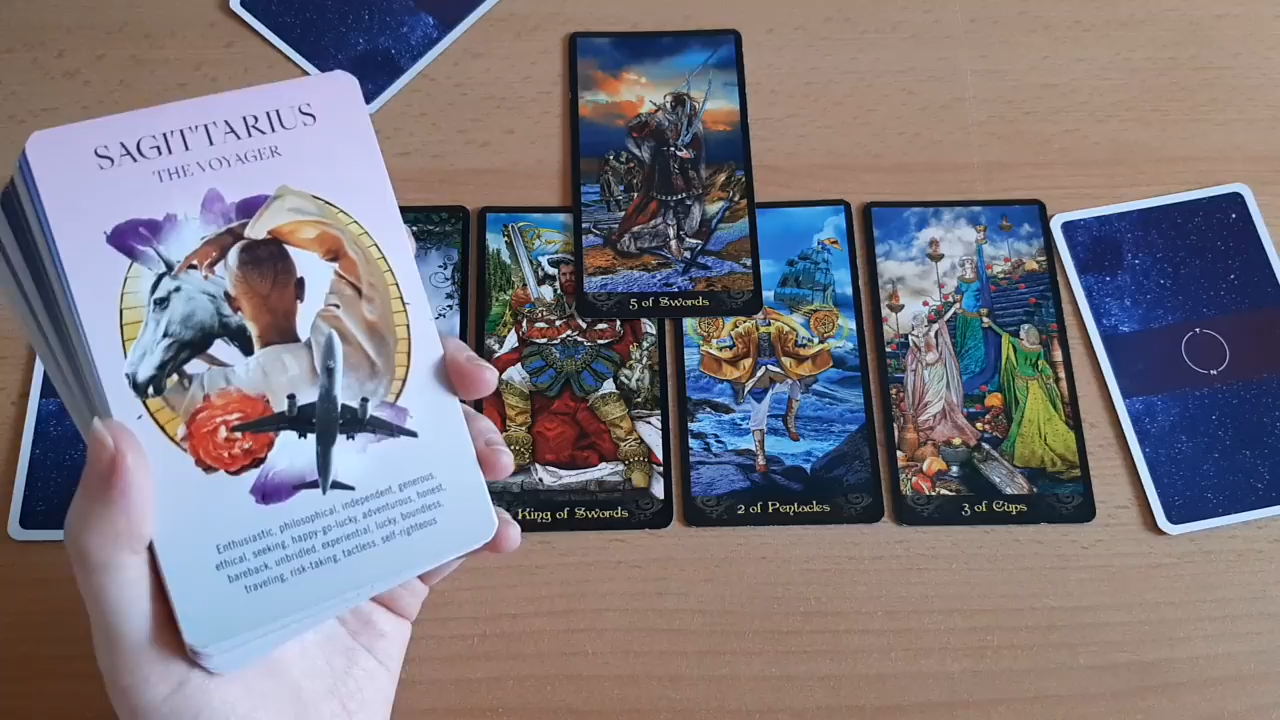 SAGITTARIUS
THE VOYAGER
Enthusiastic, philosophical, independent, generous,
ethical, seeking, happy-go-lucky, adventurous, honest,
bareback, unbridled, experiential, lucky, boundless,
traveling, risk-taking, tactless, self-righteous
5 of Swords
King of Swords
2 of Pentacles
3 of Cups
T
N